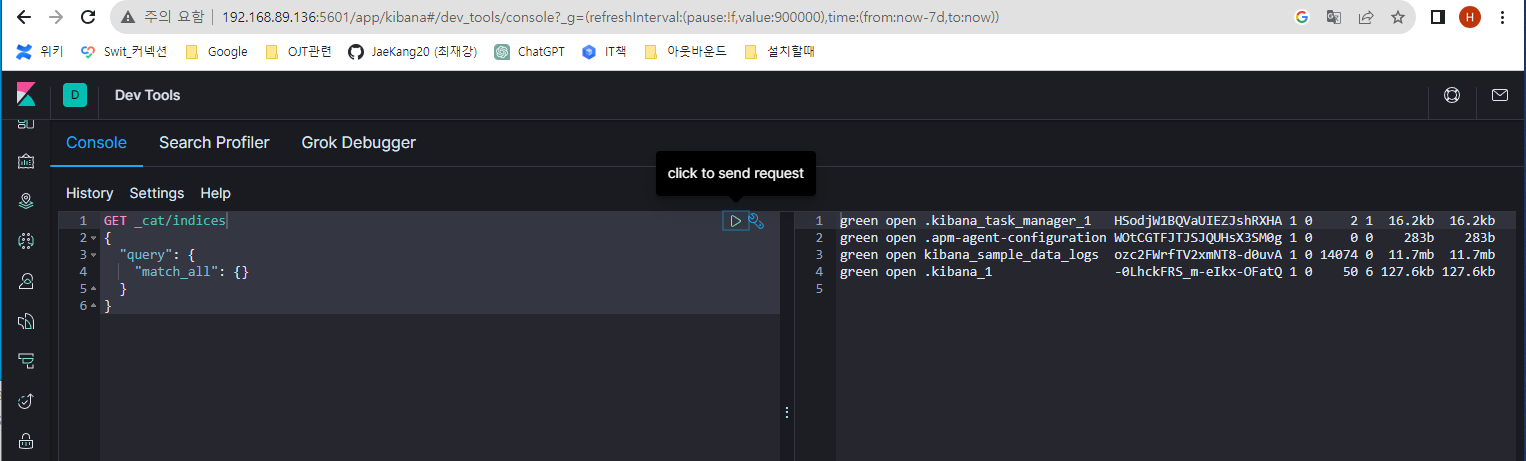 주의 요함 192.168.89.136:5601/app/kibana#/dev_tools/console?_g=(refreshInterval:(pause:!f,value:900000),time:(from:now-7d,to:now))
H
위키 Swit_커넥션 Google OJT관련 JaeKang20 (최재강) ChatGPT IT책 아웃바운드 설치할때
D Dev Tools
Console Search Profiler Grok Debugger
click to send request
History Settings Help
1 GET _cat/indices
2 {
3 "query": {
4 "match_all": {}
5 }
6 }
1 green open .kibana_task_manager_1 HSodjW1BQVaUIEZJshRXHA 1 0 2 1 16.2kb 16.2kb
2 green open .apm-agent-configuration WOtCGTFJTJSJQUHsX3SM0g 1 0 0 0 283b 283b
3 green open kibana_sample_data_logs ozc2FWrfTV2xmNT8-d0uvA 1 0 14074 0 11.7mb 11.7mb
4 green open .kibana_1 -0LhckFRS_m-eIkx-OFatQ 1 0 50 6 127.6kb 127.6kb
5